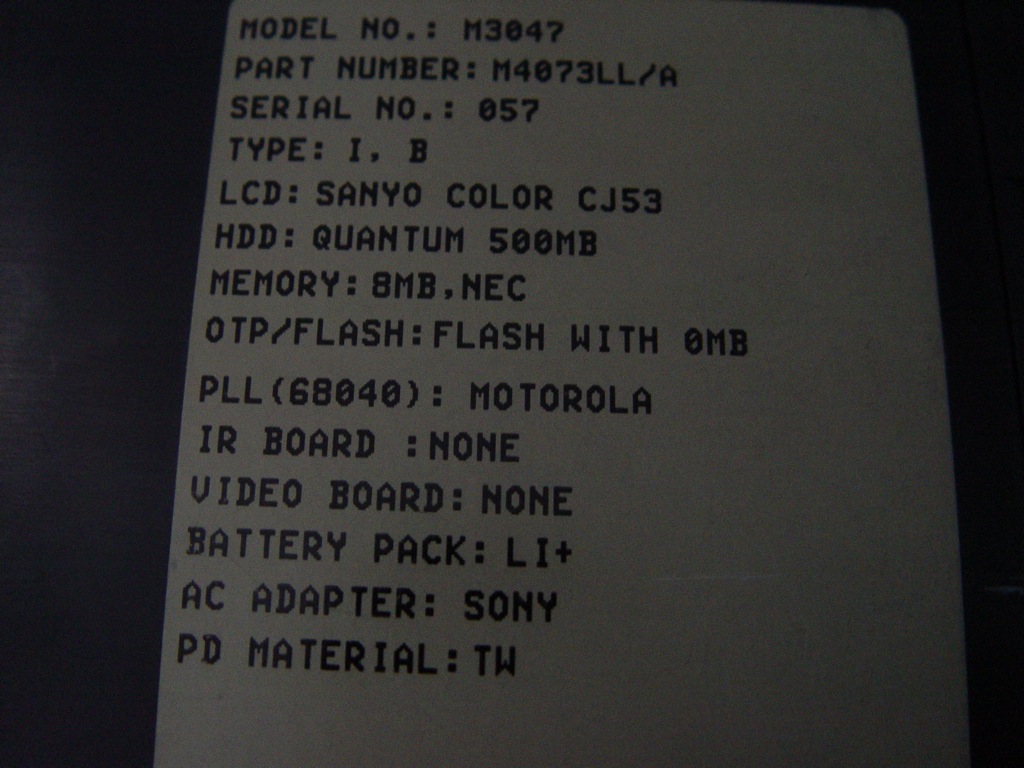 MODEL NO.: M3047
PART NUMBER: M4073LL/A
SERIAL NO.: 057
TYPE: I, B
LCD: SANYO COLOR CJ53
HDD: QUANTUM 500MB
MEMORY: 8MB,NEC
OTP/FLASH:FLASH WITH 0MB
PLL(68040): MOTOROLA
IR BOARD :NONE
VIDEO BOARD: NONE
BATTERY PACK: LI+
AC ADAPTER: SONY
PD MATERIAL: TW